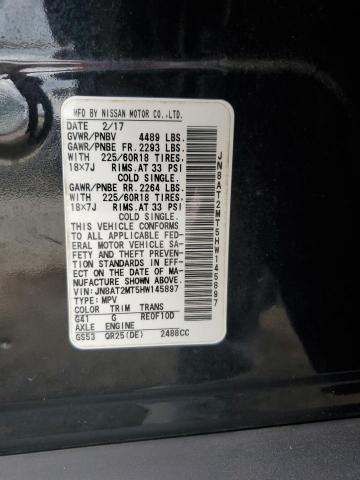 MFD BY NISSAN MOTOR CO.,LTD.
DATE 2/17
GVWR/PNBV 4489 LBS.
GAWR/PNBE FR. 2293 LBS.
WITH 225/60R18 TIRES.
18x7J RIMS.AT 33 PSI
COLD SINGLE.
GAWR/PNBE RR. 2264 LBS.
WITH 225/60R18 TIRES.
18x7J RIMS.AT 33 PSI
COLD SINGLE.
THIS VEHICLE CONFORMS
TO ALL APPLICABLE FED-
ERAL MOTOR VEHICLE SA-
FETY AND THEFT PREVEN-
TION STANDARDS IN EFF-
ECT ON THE DATE OF MA-
NUFACTURE SHOWN ABOVE.
VIN:JN8AT2MT5HW145897
TYPE:MPV
COLOR TRIM TRANS
G41 G RE0F10D
AXLE ENGINE
GS53 QR25(DE) 2488CC
JN8AT2MT5HW145897